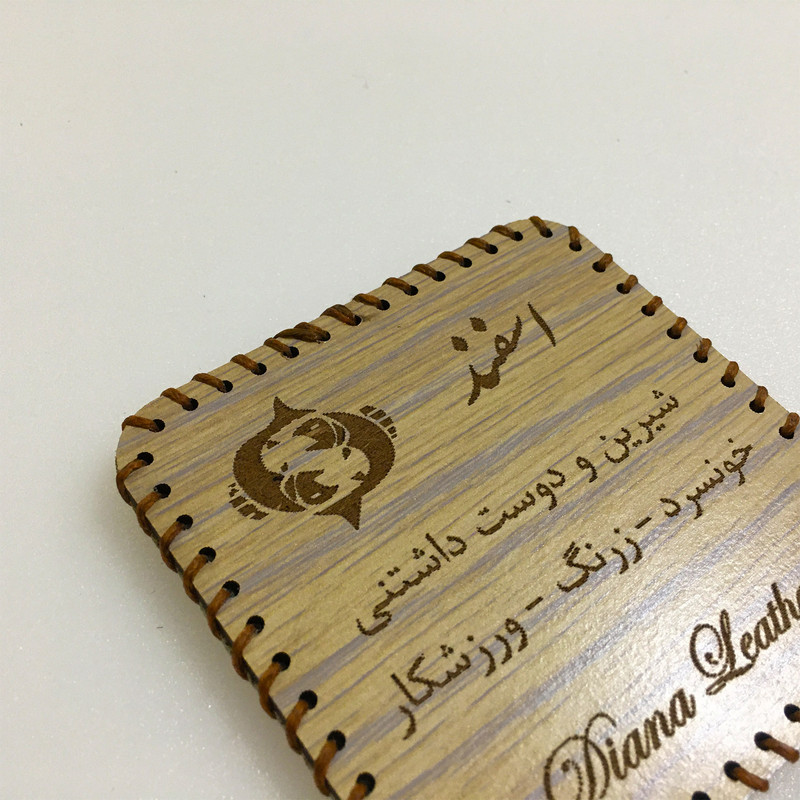 اسفند
شیرین و دوست داشتنی
خونسرد - زرنگ - ورزشکار
Diana Leathe